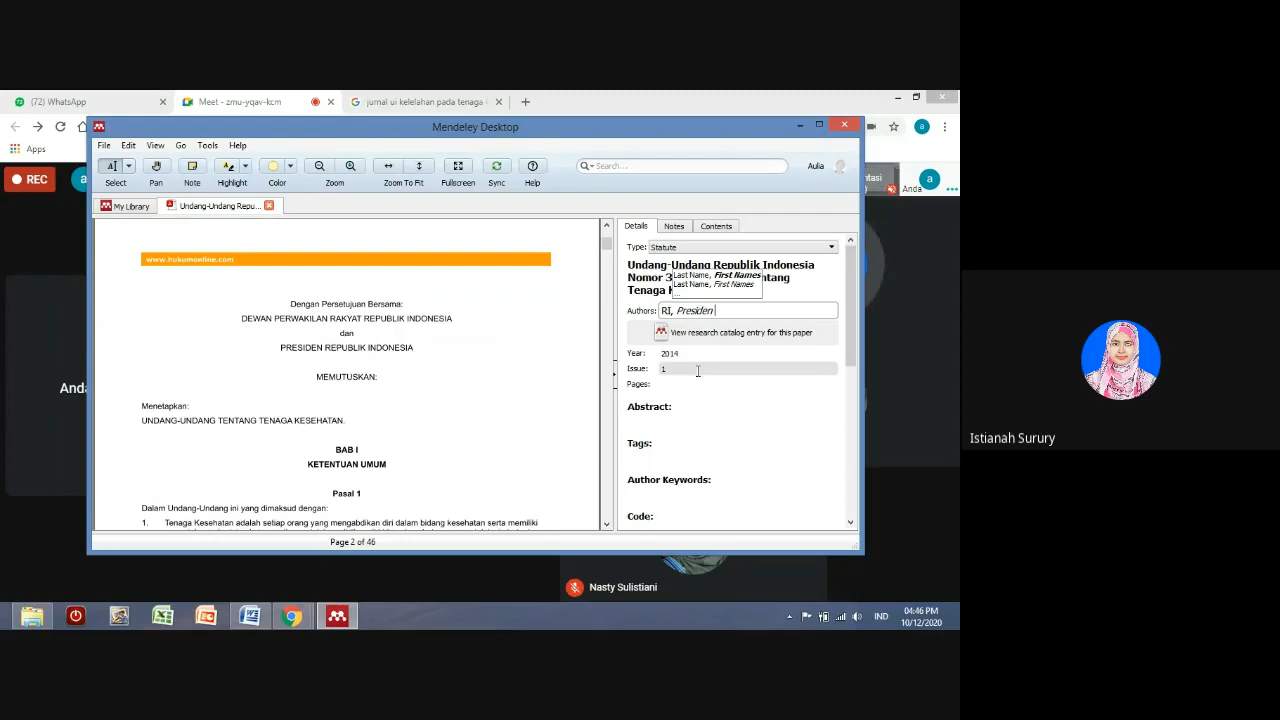 (72) WhatsApp
Meet - zmu-yqav-kcm
jurnal ui kelelahan pada tenaga
Apps
REC
a
Mendeley Desktop
File Edit View Go Tools Help
Search...
Aulia
Select Pan Note Highlight Color Zoom Zoom To Fit Fullscreen Sync Help
My Library
Undang-Undang Repu...
www.hukumonline.com
Dengan Persetujuan Bersama:
DEWAN PERWAKILAN RAKYAT REPUBLIK INDONESIA
dan
PRESIDEN REPUBLIK INDONESIA
MEMUTUSKAN:
Menetapkan:
UNDANG-UNDANG TENTANG TENAGA KESEHATAN.
BAB I
KETENTUAN UMUM
Pasal 1
Dalam Undang-Undang ini yang dimaksud dengan:
1. Tenaga Kesehatan adalah setiap orang yang mengabdikan diri dalam bidang kesehatan serta memiliki
Page 2 of 46
Details Notes Contents
Type: Statute
Undang-Undang Republik Indonesia
Nomor 3
Tenaga
Last Name, First Names
Last Name, First Names
...
Authors: RI, Presiden
View research catalog entry for this paper
Year: 2014
Issue: 1
Pages:
Abstract:
Tags:
Author Keywords:
Code:
Anda
a
Nasty Sulistiani
Istianah Surury
IND
04:46 PM
10/12/2020